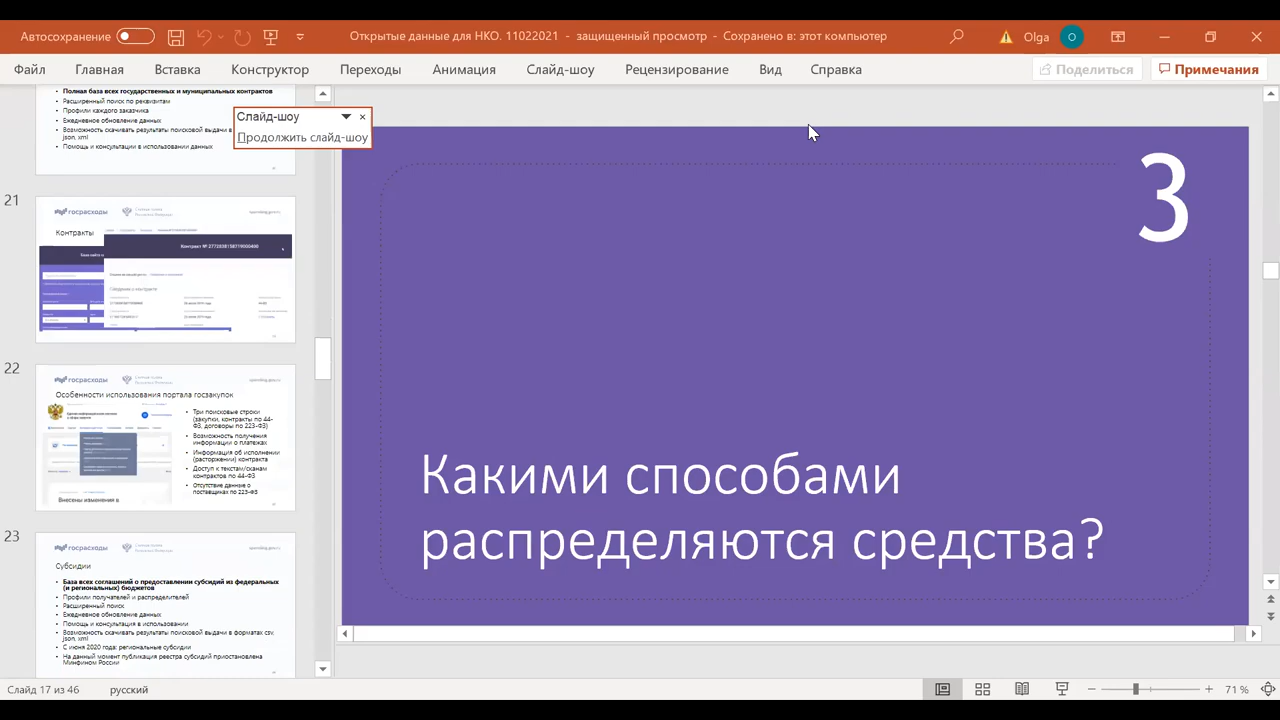 Автосохранение
Открытые данные для НКО. 11022021 - защищенный просмотр - Сохранено в: этот компьютер
Olga
O
Файл
Главная
Вставка
Конструктор
Переходы
Анимация
Слайд-шоу
Рецензирование
Вид
Справка
Поделиться
Примечания
Слайд-шоу
Продолжить слайд-шоу
Полная база всех государственных и муниципальных контрактов
Расширенный поиск по реквизитам
Профили каждого заказчика
Ежедневное обновление данных
Возможность скачивать результаты поисковой выдачи в
json, xml
Помощь и консультации в использовании данных
21
госрасходы
Контракты
22
госрасходы
Особенности использования портала госзакупок
Три поисковые строки
(закупки, контракты по 44-
ФЗ, договоры по 223-ФЗ)
Возможность получения
информации о платежах
Информация об исполнении
(расторжении) контракта
Доступ к текстам/сканам
контрактов по 44-ФЗ
Отсутствие данные о
поставщиках по 223-ФЗ
Внесены изменения в
23
госрасходы
Субсидии
База всех соглашений о предоставлении субсидий из федеральных
(и региональных) бюджетов
Профили получателей и распределителей
Расширенный поиск
Ежедневное обновление данных
Помощь и консультация в использовании
Возможность скачивать результаты поисковой выдачи в форматах csv,
json, xml
С июня 2020 года: региональные субсидии
На данный момент публикация реестра субсидий приостановлена
Минфином России
3
Какими способами
распределяются средства?
Слайд 17 из 46
русский
71 %